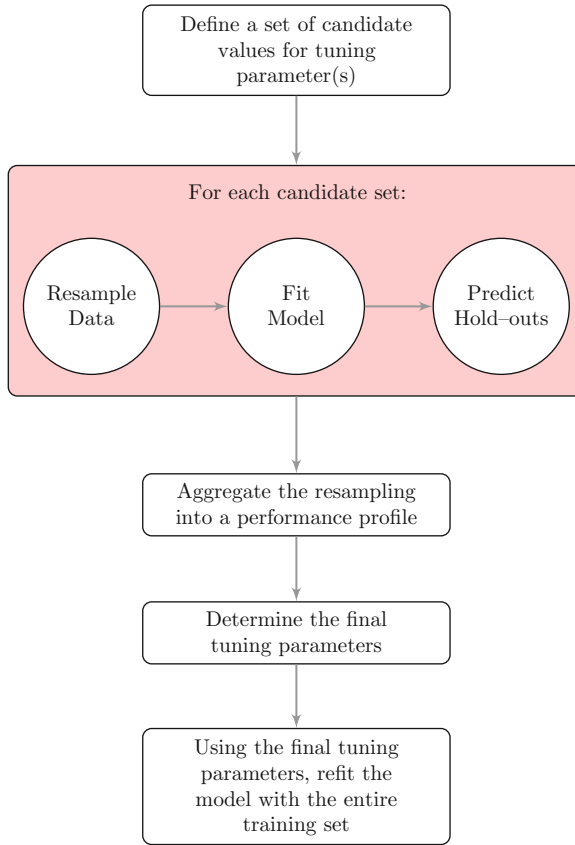 Define a set of candidate
values for tuning
parameter(s)
For each candidate set:
Resample
Data
Fit
Model
Predict
Hold–outs
Aggregate the resampling
into a performance profile
Determine the final
tuning parameters
Using the final tuning
parameters, refit the
model with the entire
training set